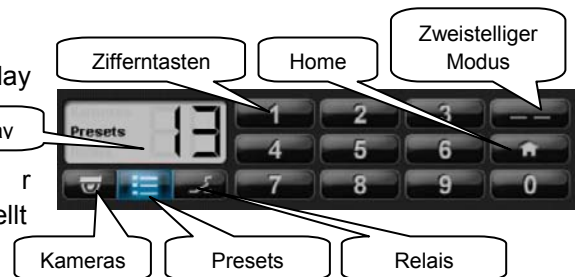 Zweistelliger
Modus
Zifferntasten
Home
lay
Presets 13
1 2 3 — —
av
4 5 6
r
7 8 9 0
ellt
Kameras
Presets
Relais